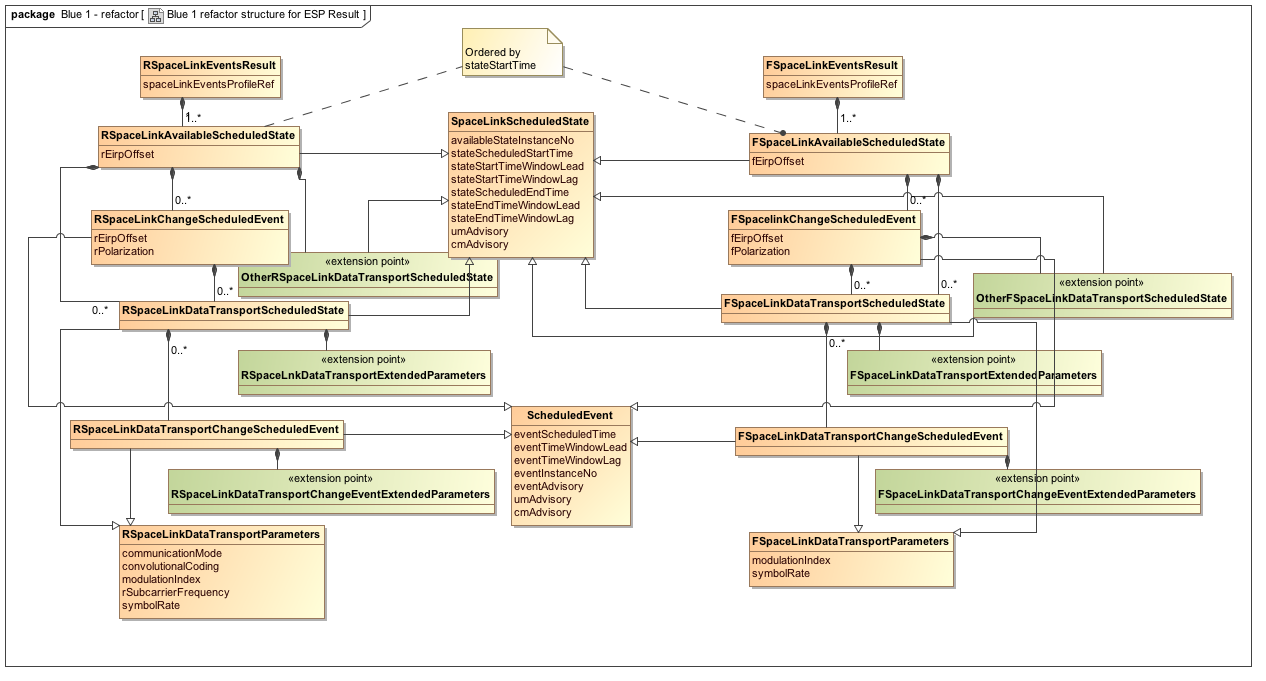 package Blue 1 - refactor [ Blue 1 refactor structure for ESP Result ]
Ordered by
stateStartTime
RSpaceLinkEventsResult
spaceLinkEventsProfileRef
1..*
RSpaceLinkAvailableScheduledState
rEirpOffset
0..*
RSpaceLinkChangeScheduledEvent
rEirpOffset
rPolarization
0..*
«extension point»
OtherRSpaceLinkDataTransportScheduledState
0..*
RSpaceLinkDataTransportScheduledState
0..*
«extension point»
RSpaceLnkDataTransportExtendedParameters
RSpaceLinkDataTransportChangeScheduledEvent
«extension point»
RSpaceLinkDataTransportChangeEventExtendedParameters
RSpaceLinkDataTransportParameters
communicationMode
convolutionalCoding
modulationIndex
rSubcarrierFrequency
symbolRate
SpaceLinkScheduledState
availableStateInstanceNo
stateScheduledStartTime
stateStartTimeWindowLead
stateStartTimeWindowLag
stateScheduledEndTime
stateEndTimeWindowLead
stateEndTimeWindowLag
umAdvisory
cmAdvisory
ScheduledEvent
eventScheduledTime
eventTimeWindowLead
eventTimeWindowLag
eventInstanceNo
eventAdvisory
umAdvisory
cmAdvisory
FSpaceLinkEventsResult
spaceLinkEventsProfileRef
1..*
FSpaceLinkAvailableScheduledState
fEirpOffset
0..*
FSpacelinkChangeScheduledEvent
fEirpOffset
fPolarization
0..*
0..*
«extension point»
OtherFSpaceLinkDataTransportScheduledState
FSpaceLinkDataTransportScheduledState
0..*
«extension point»
FSpaceLinkDataTransportExtendedParameters
FSpaceLinkDataTransportChangeScheduledEvent
«extension point»
FSpaceLinkDataTransportChangeEventExtendedParameters
FSpaceLinkDataTransportParameters
modulationIndex
symbolRate